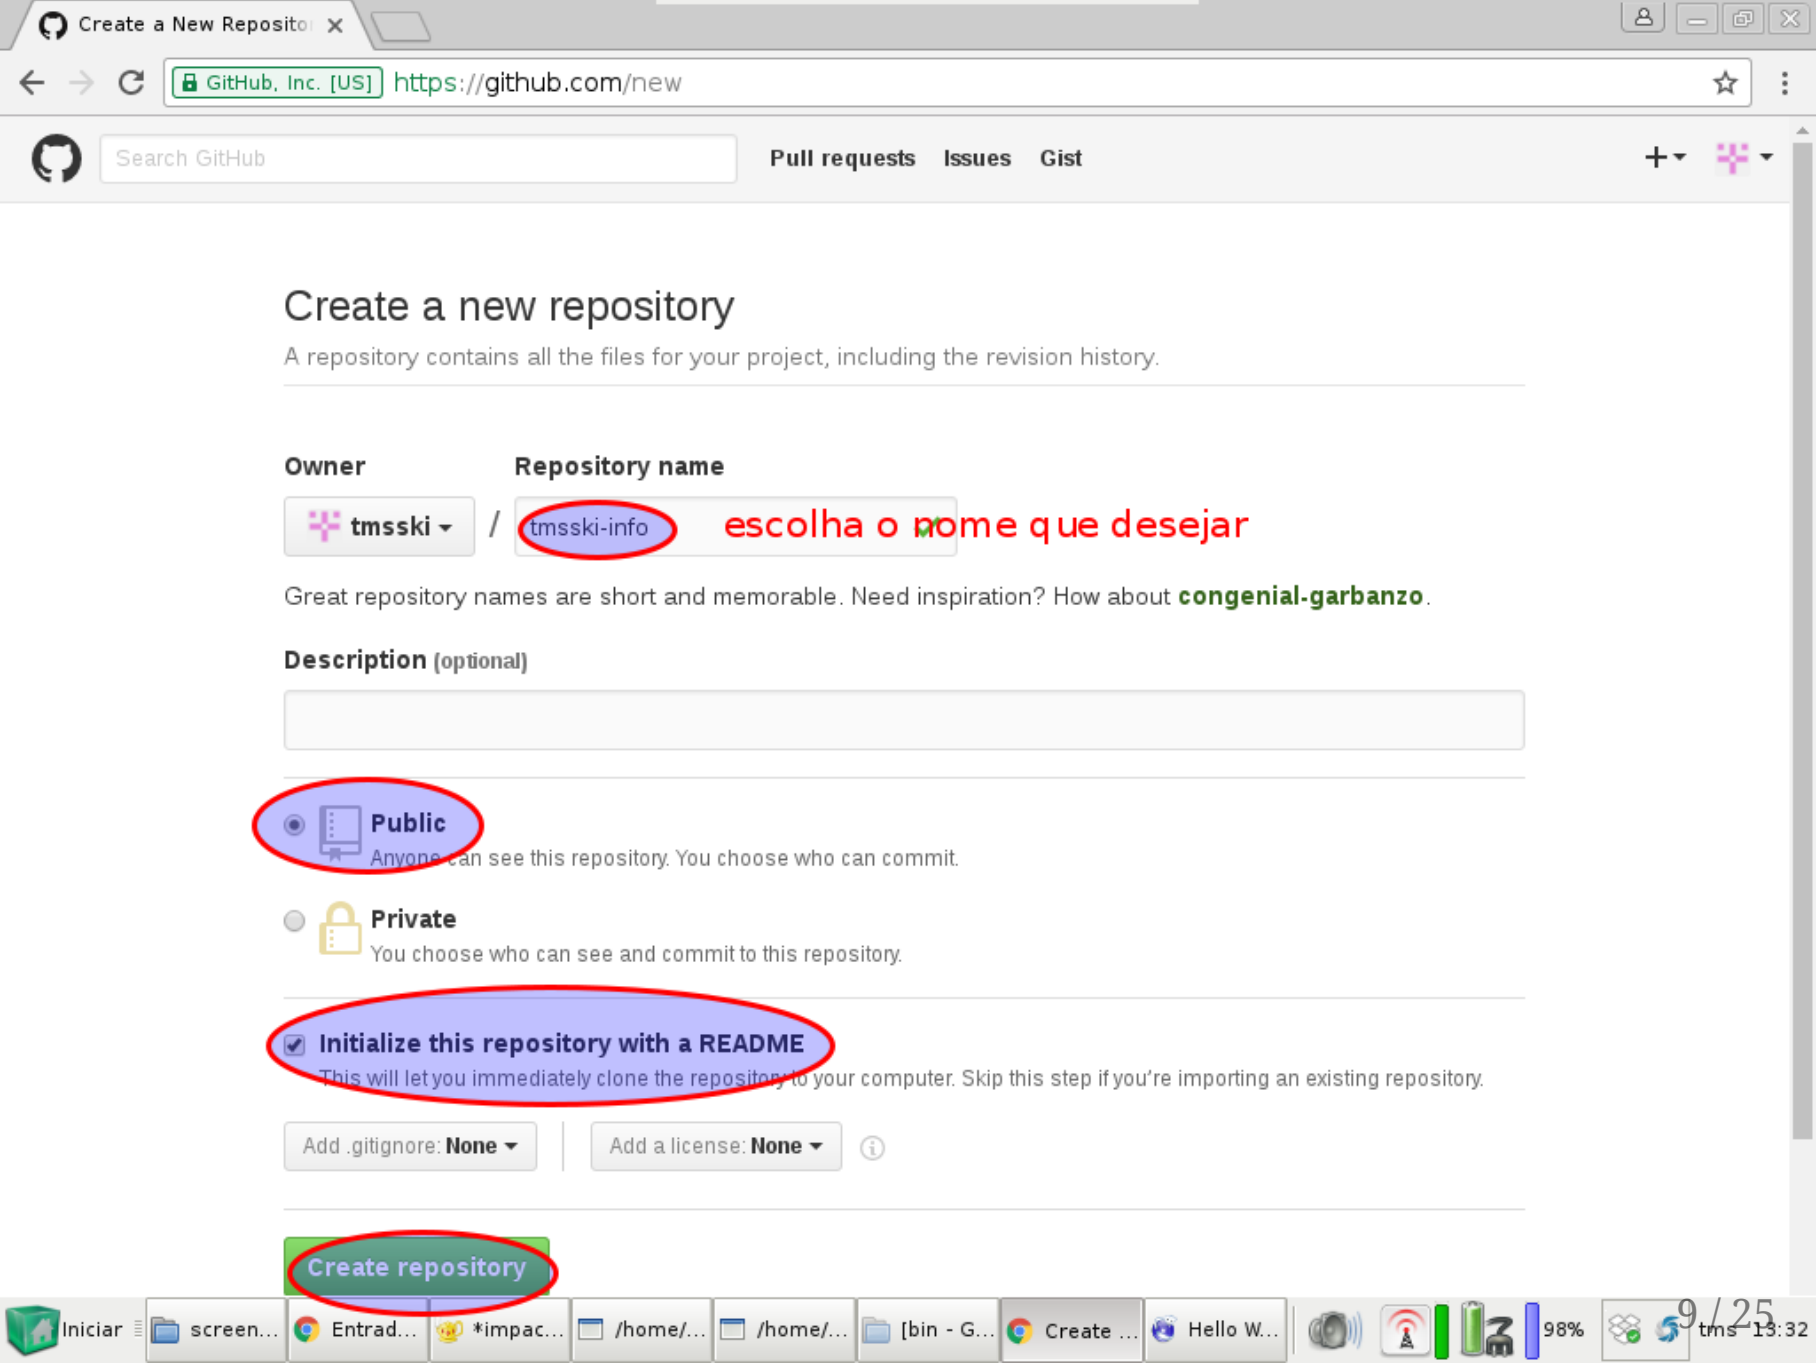 Create a New Reposito
GitHub, Inc. [US] https://github.com/new
Search GitHub Pull requests Issues Gist
Create a new repository
A repository contains all the files for your project, including the revision history.
Owner Repository name
tmsski / tmsski-info escolha o nome que desejar
Great repository names are short and memorable. Need inspiration? How about congenial-garbanzo.
Description (optional)
Public
Anyone can see this repository. You choose who can commit.
Private
You choose who can see and commit to this repository.
Initialize this repository with a README
This will let you immediately clone the repository to your computer. Skip this step if you're importing an existing repository.
Add .gitignore: None Add a license: None
Create repository
9 / 25
Iniciar screen... Entrad... *impac... /home/... /home/... [bin - G... Create ... Hello W... 98% tms 13:32